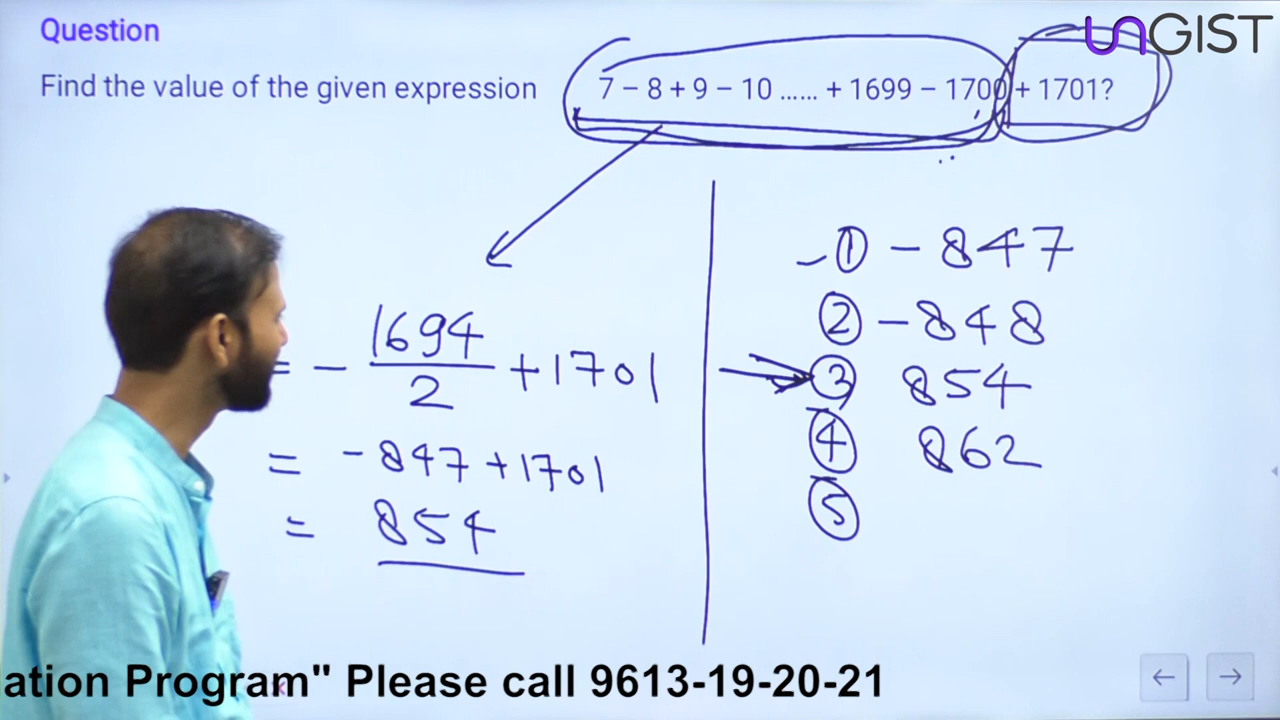 Question
UNGIST
Find the value of the given expression 7 – 8 + 9 – 10 ...... + 1699 – 1700 + 1701?
= - 1694/2 + 1701
= - 847 + 1701
= 854
① - 847
② - 848
③ 854
④ 862
⑤
ation Program" Please call 9613-19-20-21